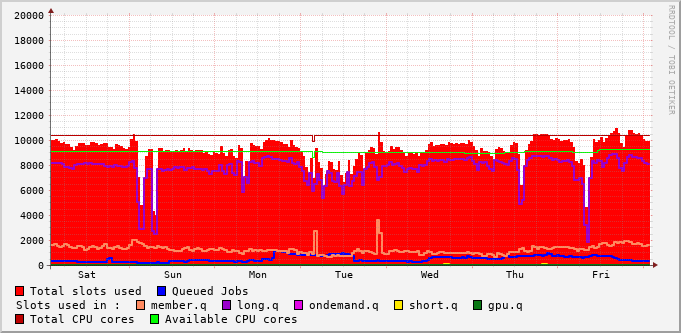 20000
18000
16000
14000
12000
10000
8000
6000
4000
2000
0
Sat Sun Mon Tue Wed Thu Fri
RRDTOOL / TOBI OETIKER
Total slots used Queued Jobs
Slots used in : member.q long.q ondemand.q short.q gpu.q
Total CPU cores Available CPU cores